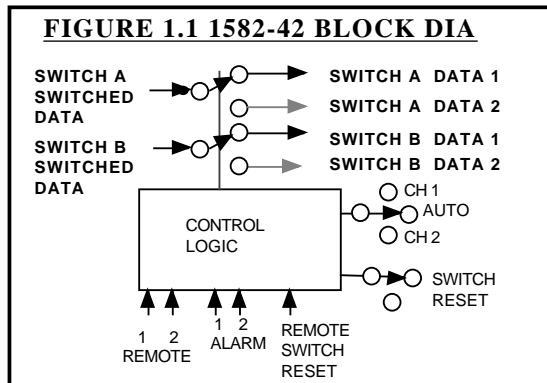 FIGURE 1.1 1582-42 BLOCK DIA
SWITCH A
SWITCHED
DATA
SWITCH A DATA 1
SWITCH A DATA 2
SWITCH B
SWITCHED
DATA
SWITCH B DATA 1
SWITCH B DATA 2
CONTROL
LOGIC
CH 1
AUTO
CH 2
SWITCH
RESET
1 2
REMOTE
1 2
ALARM
REMOTE
SWITCH
RESET